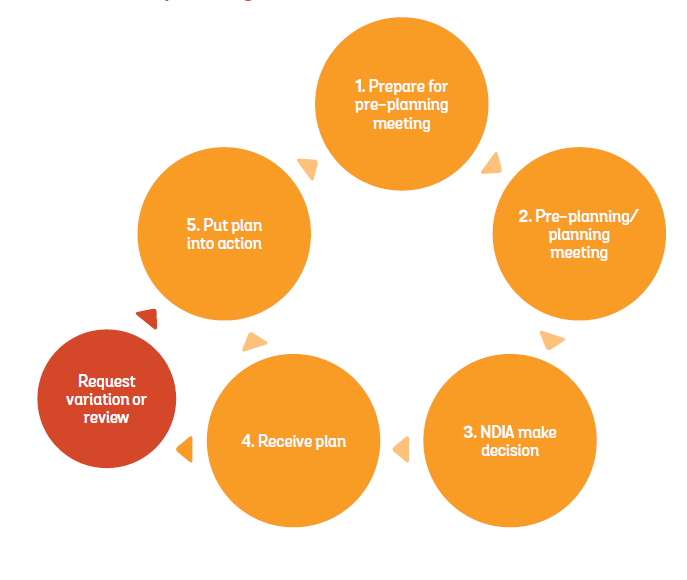 1. Prepare for
pre-planning
meeting
2. Pre-planning/
planning
meeting
3. NDIA make
decision
4. Receive plan
5. Put plan
into action
Request
variation or
review